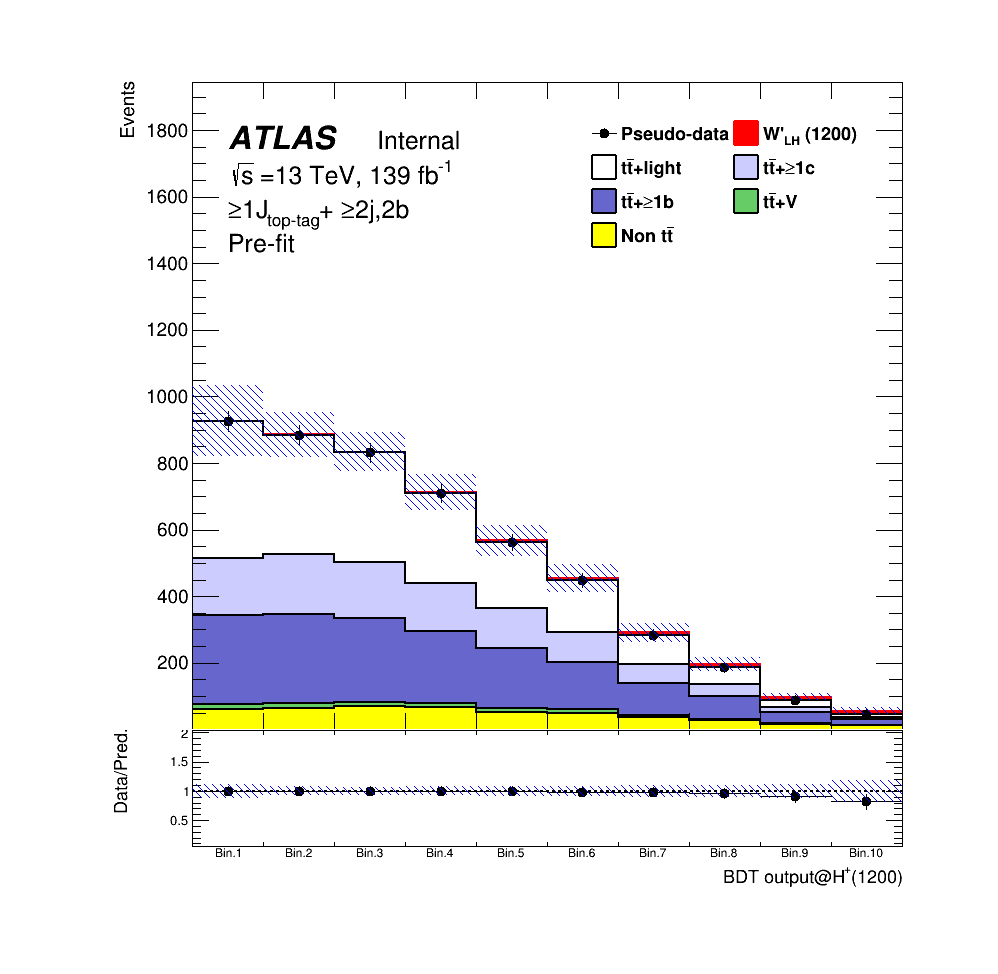 Events
1800
1600
1400
1200
1000
800
600
400
200
ATLAS Internal
√s =13 TeV, 139 fb⁻¹
≥1J_top-tag + ≥2j,2b
Pre-fit
Pseudo-data
W'_LH (1200)
tt̄+light
tt̄+≥1c
tt̄+≥1b
tt̄+V
Non tt̄
Data/Pred.
2
1.5
1
0.5
Bin.1 Bin.2 Bin.3 Bin.4 Bin.5 Bin.6 Bin.7 Bin.8 Bin.9 Bin.10
BDT output@H⁺(1200)